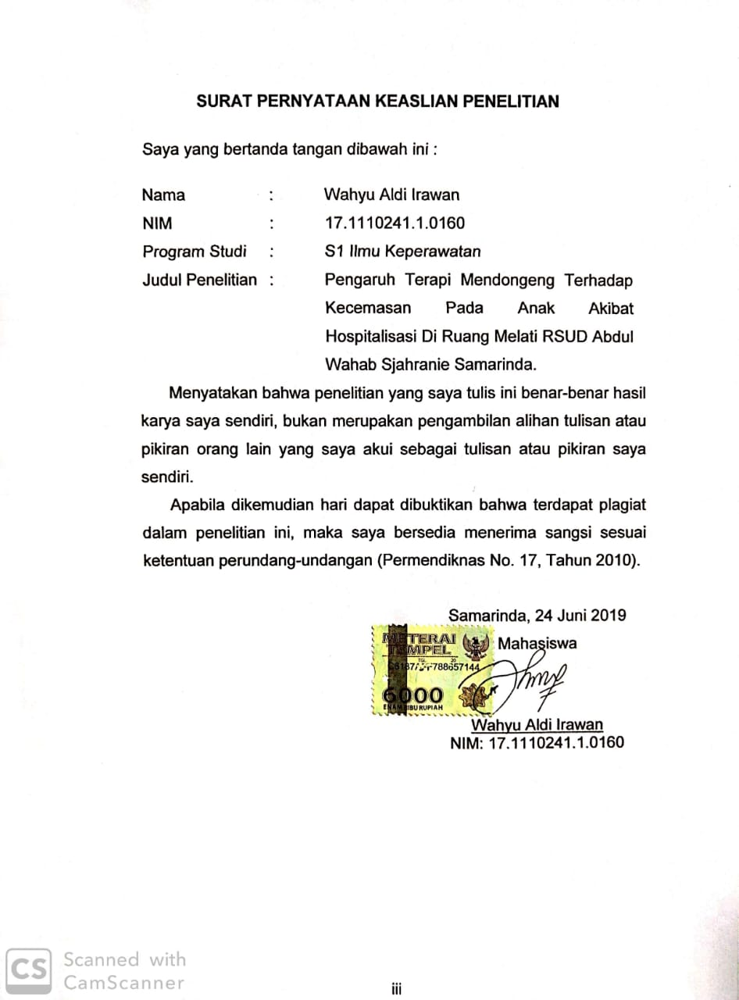 SURAT PERNYATAAN KEASLIAN PENELITIAN
Saya yang bertanda tangan dibawah ini :
Nama : Wahyu Aldi Irawan
NIM : 17.1110241.1.0160
Program Studi : S1 Ilmu Keperawatan
Judul Penelitian : Pengaruh Terapi Mendongeng Terhadap
Kecemasan Pada Anak Akibat
Hospitalisasi Di Ruang Melati RSUD Abdul
Wahab Sjahranie Samarinda.
Menyatakan bahwa penelitian yang saya tulis ini benar-benar hasil
karya saya sendiri, bukan merupakan pengambilan alihan tulisan atau
pikiran orang lain yang saya akui sebagai tulisan atau pikiran saya
sendiri.
Apabila dikemudian hari dapat dibuktikan bahwa terdapat plagiat
dalam penelitian ini, maka saya bersedia menerima sangsi sesuai
ketentuan perundang-undangan (Permendiknas No. 17, Tahun 2010).
Samarinda, 24 Juni 2019
Mahasiswa
METERAI
TEMPEL
TGL. 20
788657144
6000
ENAM RIBU RUPIAH
Wahyu Aldi Irawan
NIM: 17.1110241.1.0160
CS Scanned with
CamScanner
iii